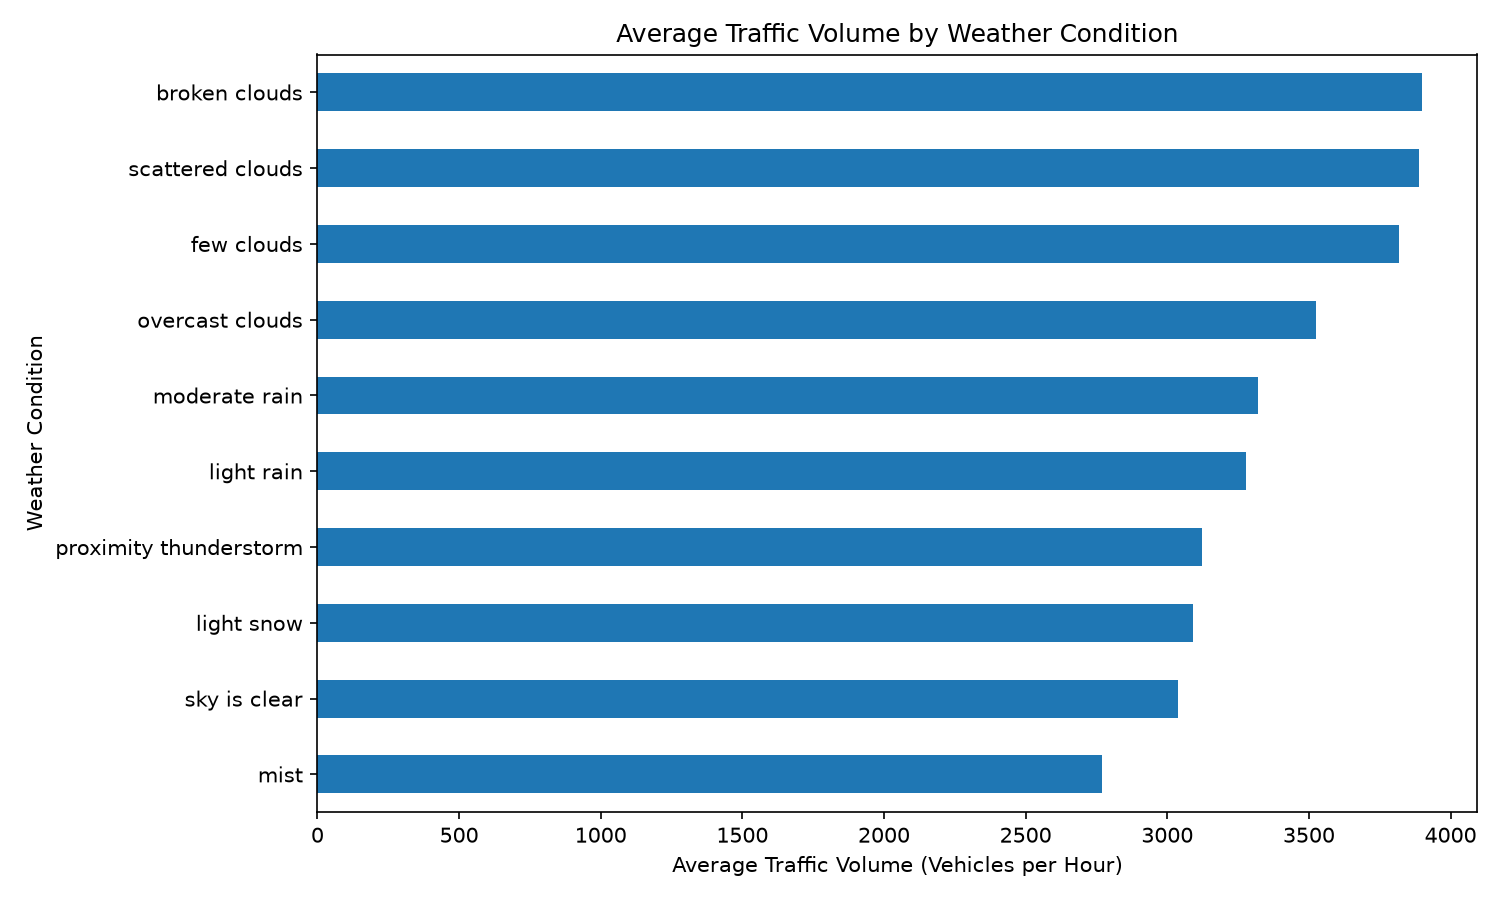 Average Traffic Volume by Weather Condition
broken clouds
scattered clouds
few clouds
overcast clouds
moderate rain
light rain
proximity thunderstorm
light snow
sky is clear
mist
Weather Condition
0 500 1000 1500 2000 2500 3000 3500 4000
Average Traffic Volume (Vehicles per Hour)